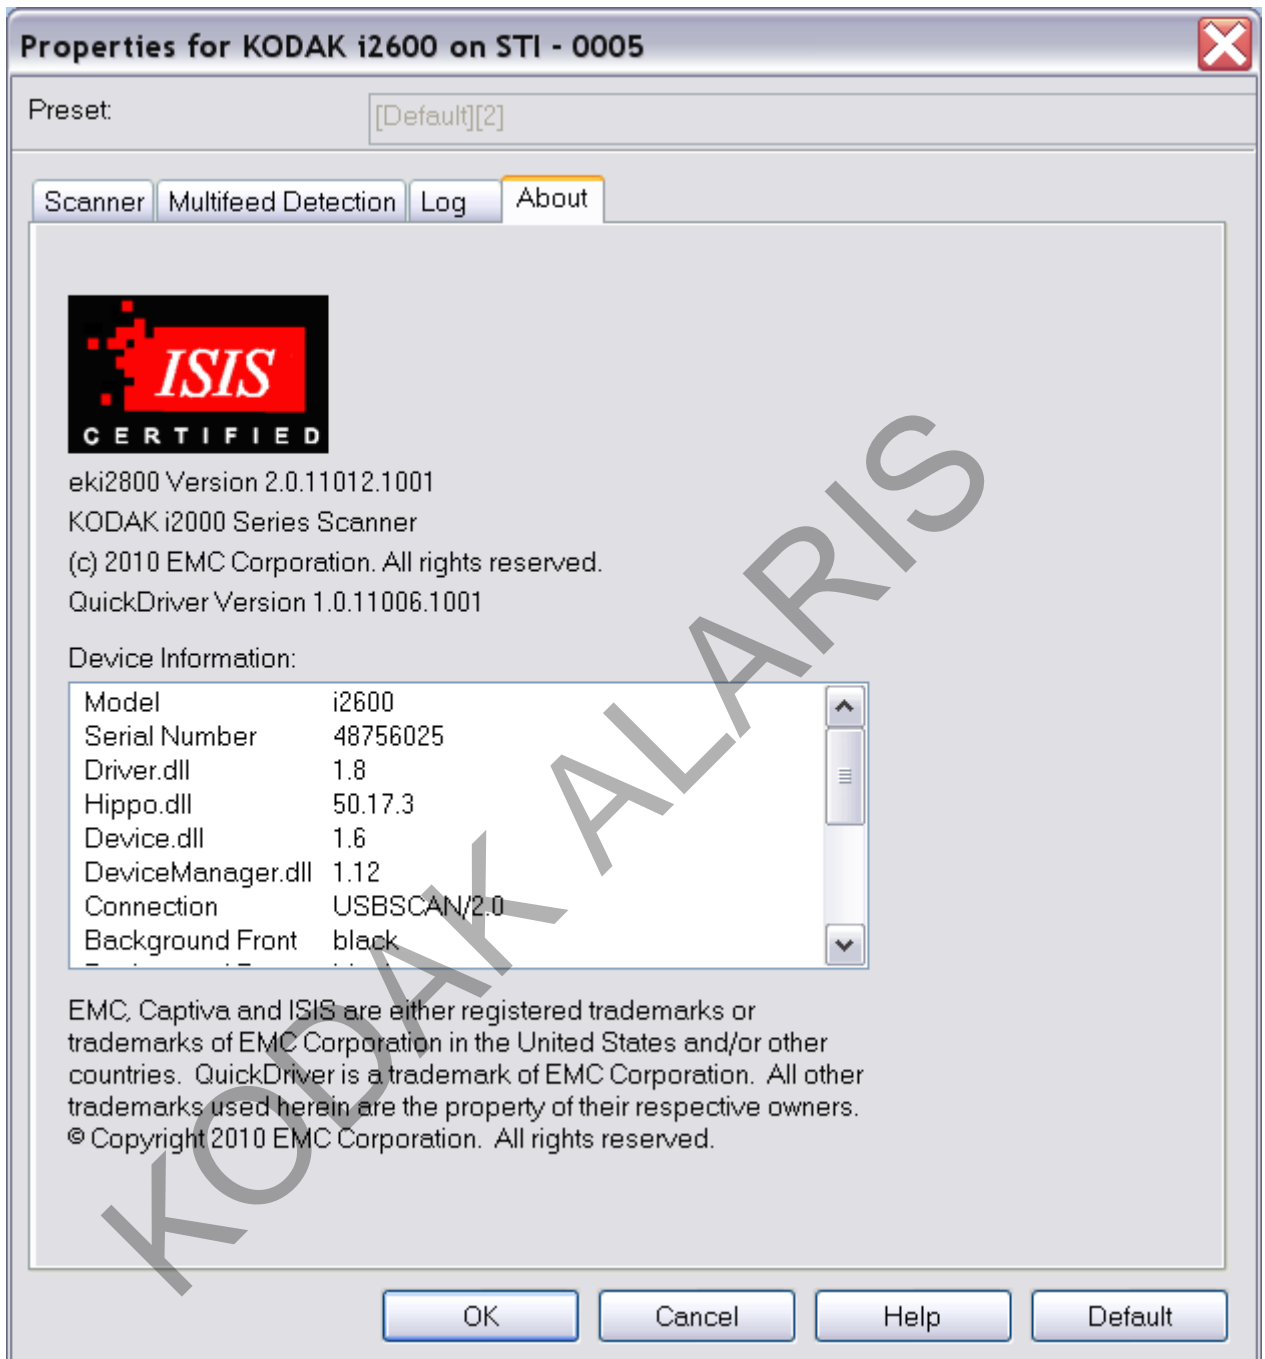 Properties for KODAK i2600 on STI - 0005
Preset: [Default][2]
Scanner Multifeed Detection Log About
ISIS
CERTIFIED
eki2800 Version 2.0.11012.1001
KODAK i2000 Series Scanner
(c) 2010 EMC Corporation. All rights reserved.
QuickDriver Version 1.0.11006.1001
Device Information:
Model i2600
Serial Number 48756025
Driver.dll 1.8
Hippo.dll 50.17.3
Device.dll 1.6
DeviceManager.dll 1.12
Connection USBSCAN/2.0
Background Front black
EMC, Captiva and ISIS are either registered trademarks or
trademarks of EMC Corporation in the United States and/or other
countries. QuickDriver is a trademark of EMC Corporation. All other
trademarks used herein are the property of their respective owners.
© Copyright 2010 EMC Corporation. All rights reserved.
KODAK ALARIS
OK Cancel Help Default